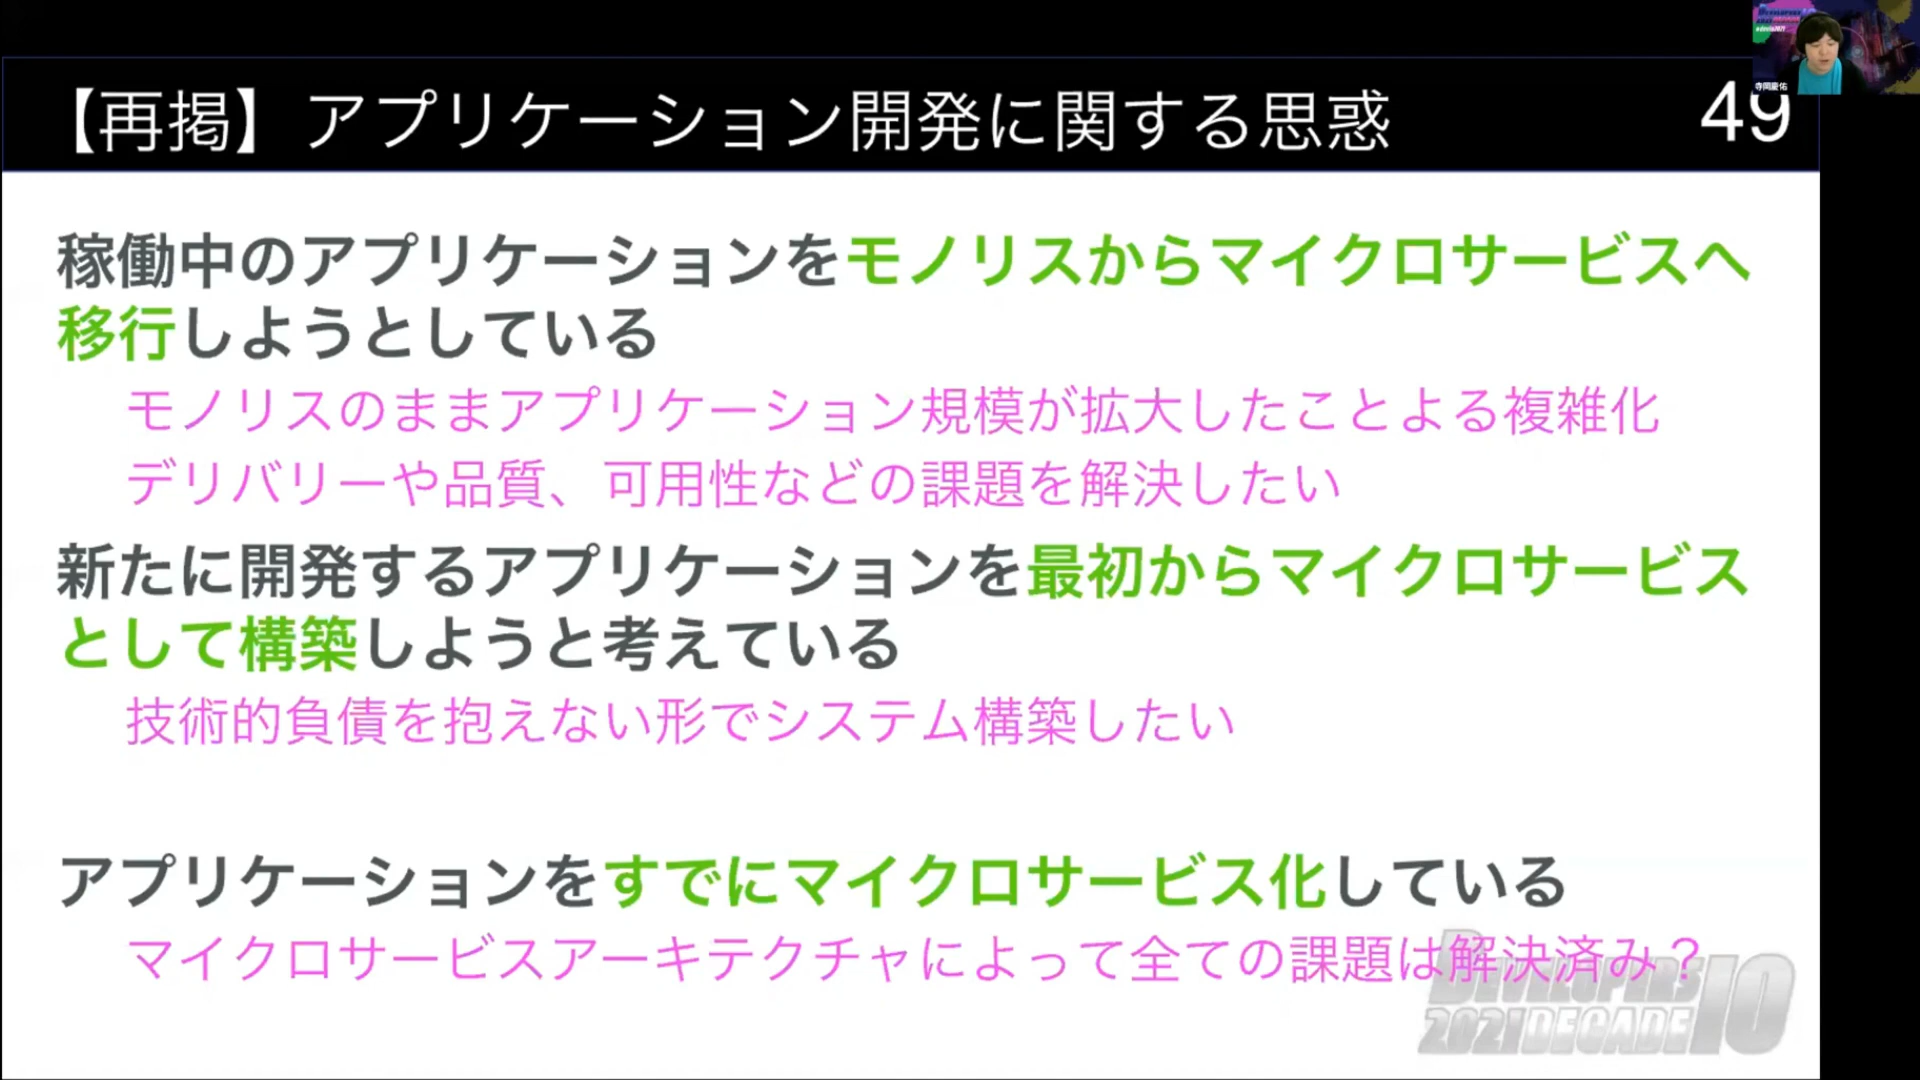 【再掲】アプリケーション開発に関する思惑
49
寺岡慶佑
稼働中のアプリケーションをモノリスからマイクロサービスへ
移行しようとしている
モノリスのままアプリケーション規模が拡大したことよる複雑化
デリバリーや品質、可用性などの課題を解決したい
新たに開発するアプリケーションを最初からマイクロサービス
として構築しようと考えている
技術的負債を抱えない形でシステム構築したい
アプリケーションをすでにマイクロサービス化している
マイクロサービスアーキテクチャによって全ての課題は解決済み？
DEVELOPERS IO
2021 DECADE